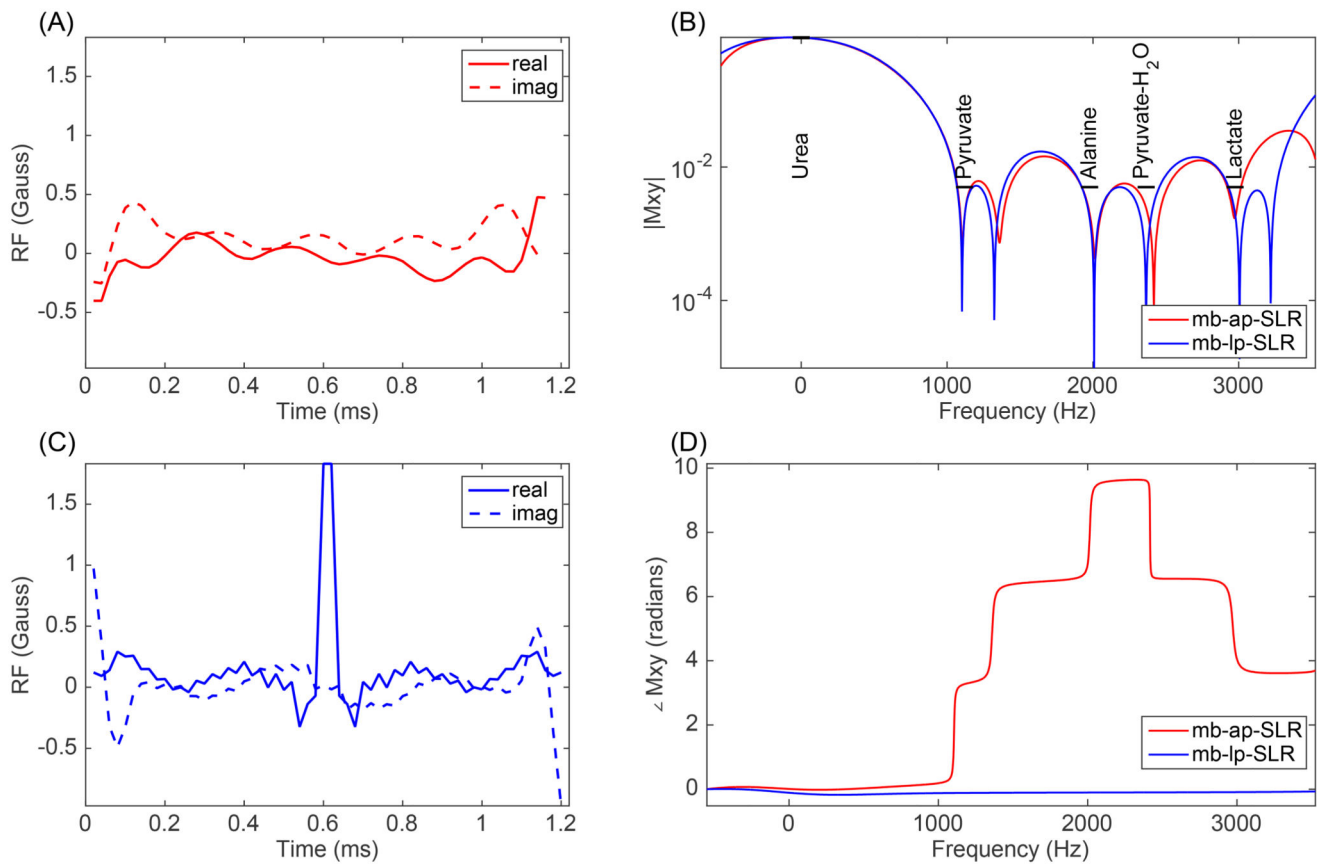 (A)
real
imag
1.5
1
0.5
0
-0.5
RF (Gauss)
0 0.2 0.4 0.6 0.8 1 1.2
Time (ms)
(B)
Urea
Pyruvate
Alanine
Pyruvate-H2O
Lactate
10-2
10-4
|Mxy|
mb-ap-SLR
mb-lp-SLR
0 1000 2000 3000
Frequency (Hz)
(C)
real
imag
1.5
1
0.5
0
-0.5
RF (Gauss)
0 0.2 0.4 0.6 0.8 1 1.2
Time (ms)
(D)
10
8
6
4
2
0
∠ Mxy (radians)
mb-ap-SLR
mb-lp-SLR
0 1000 2000 3000
Frequency (Hz)